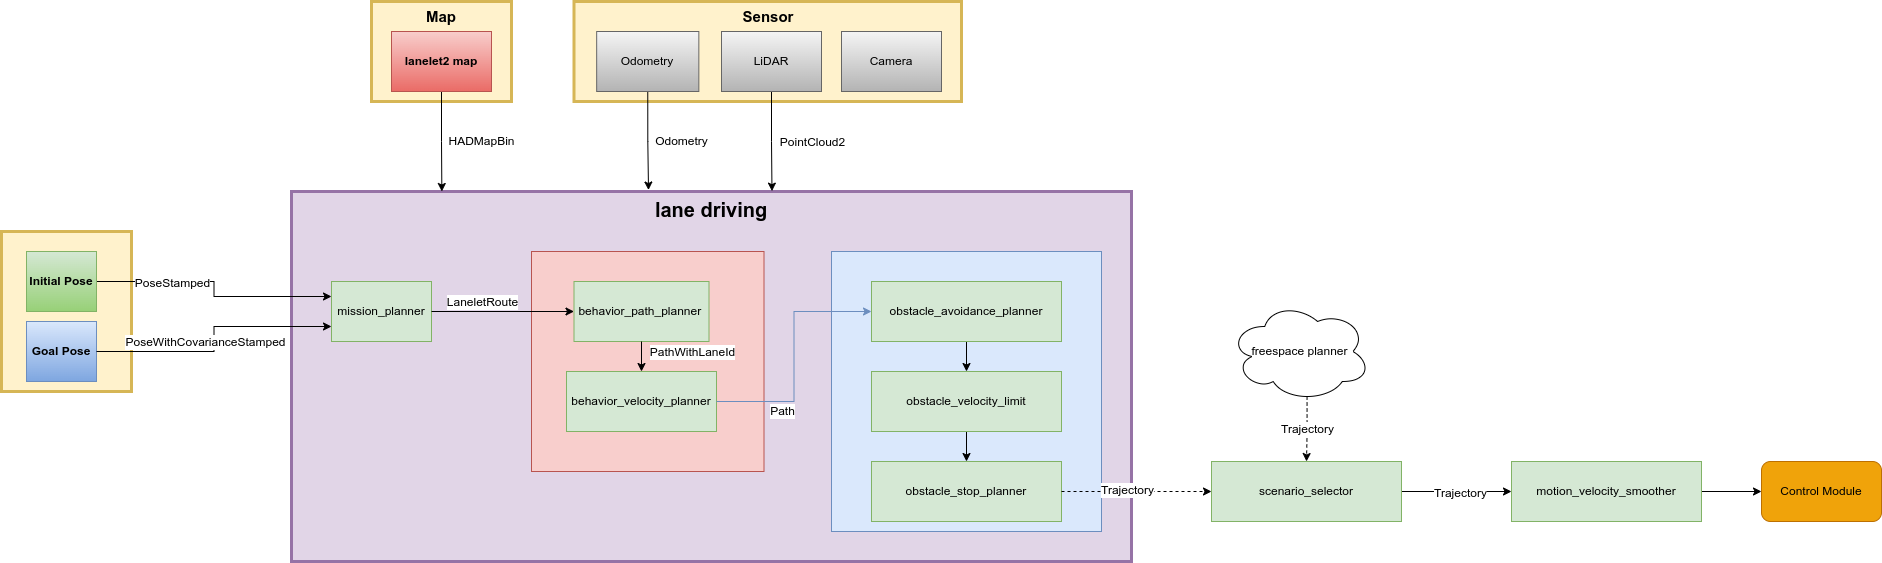 Map
lanelet2 map
Sensor
Odometry
LiDAR
Camera
HADMapBin
Odometry
PointCloud2
lane driving
Initial Pose
Goal Pose
PoseStamped
PoseWithCovarianceStamped
mission_planner
LaneletRoute
behavior_path_planner
PathWithLaneId
behavior_velocity_planner
Path
obstacle_avoidance_planner
obstacle_velocity_limit
obstacle_stop_planner
Trajectory
freespace planner
Trajectory
scenario_selector
Trajectory
motion_velocity_smoother
Control Module